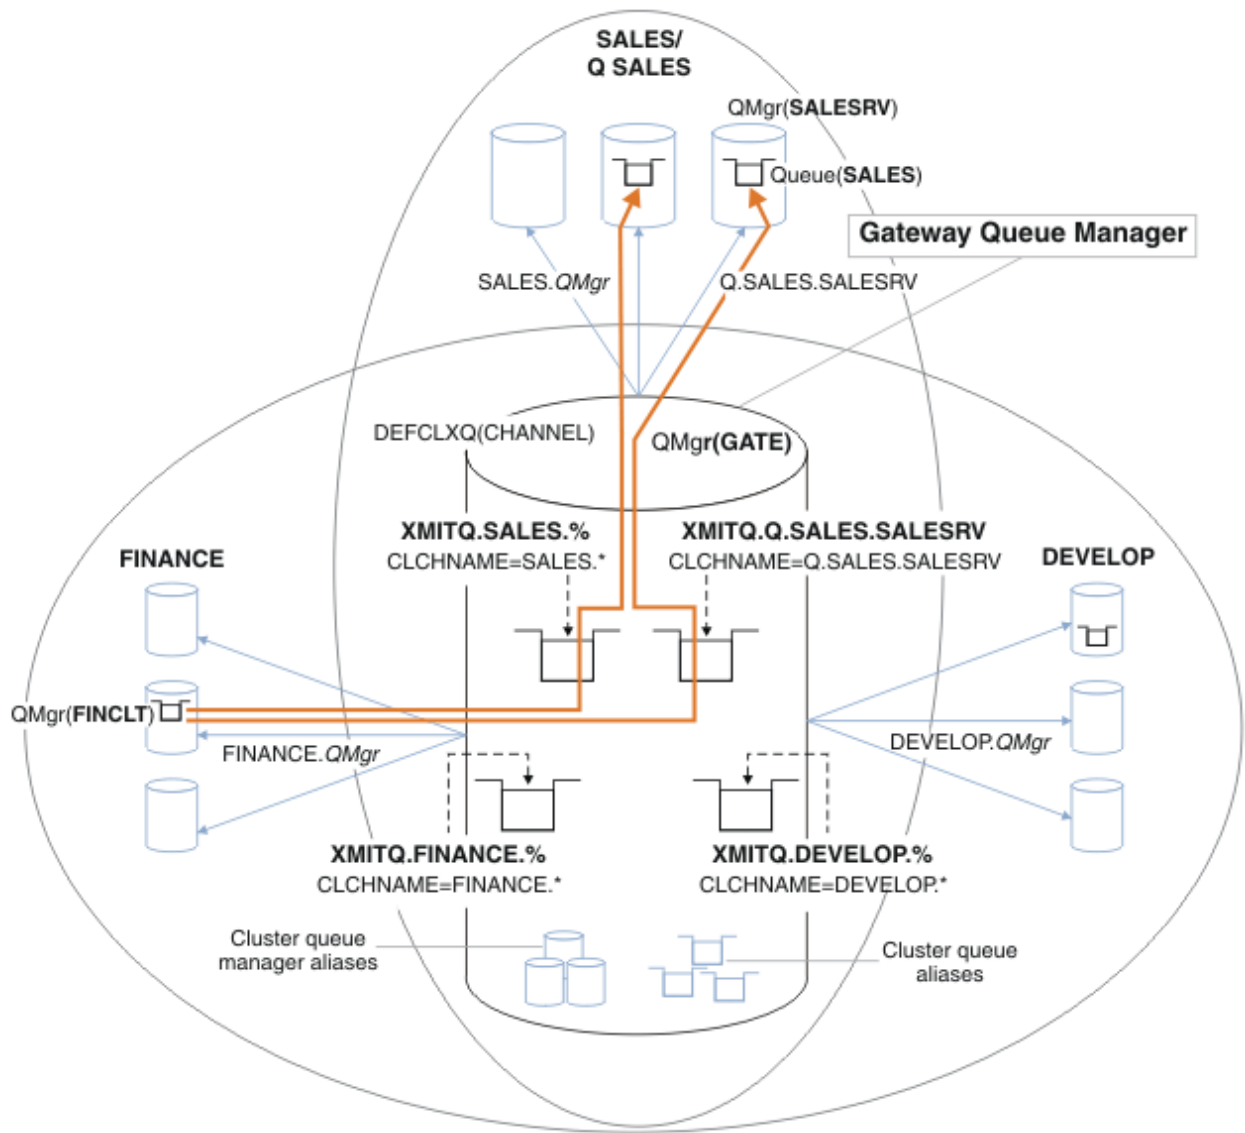 SALES/
Q SALES
QMgr(SALESRV)
Queue(SALES)
Gateway Queue Manager
SALES.QMgr
Q.SALES.SALESRV
DEFCLXQ(CHANNEL)
QMgr(GATE)
XMITQ.SALES.%
CLCHNAME=SALES.*
XMITQ.Q.SALES.SALESRV
CLCHNAME=Q.SALES.SALESRV
FINANCE
DEVELOP
QMgr(FINCLT)
FINANCE.QMgr
DEVELOP.QMgr
XMITQ.FINANCE.%
CLCHNAME=FINANCE.*
XMITQ.DEVELOP.%
CLCHNAME=DEVELOP.*
Cluster queue
manager aliases
Cluster queue
aliases